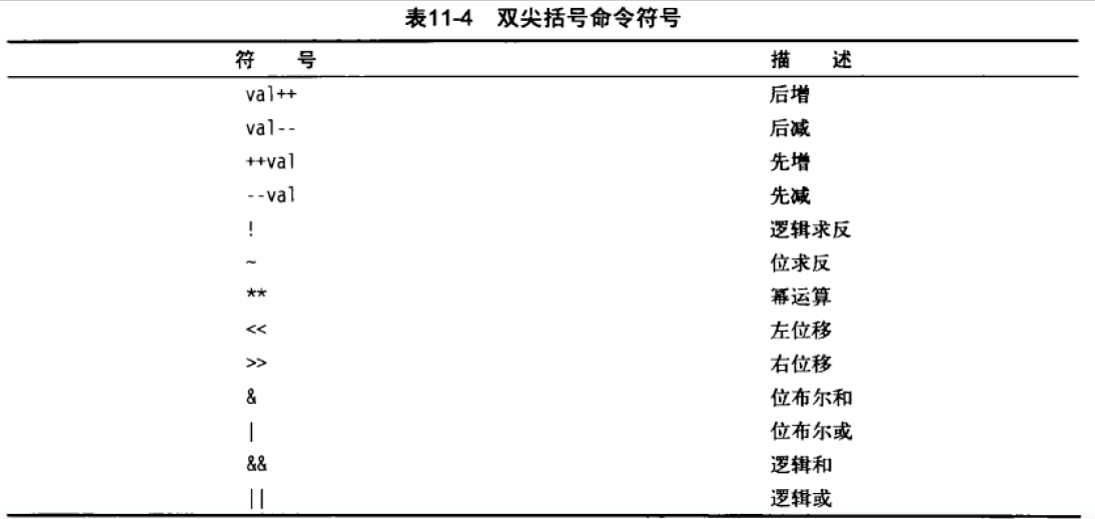 表11-4 双尖括号命令符号
符 号 描 述
val++ 后增
val-- 后减
++val 先增
--val 先减
! 逻辑求反
~ 位求反
** 幂运算
<< 左位移
>> 右位移
& 位布尔和
| 位布尔或
&& 逻辑和
|| 逻辑或